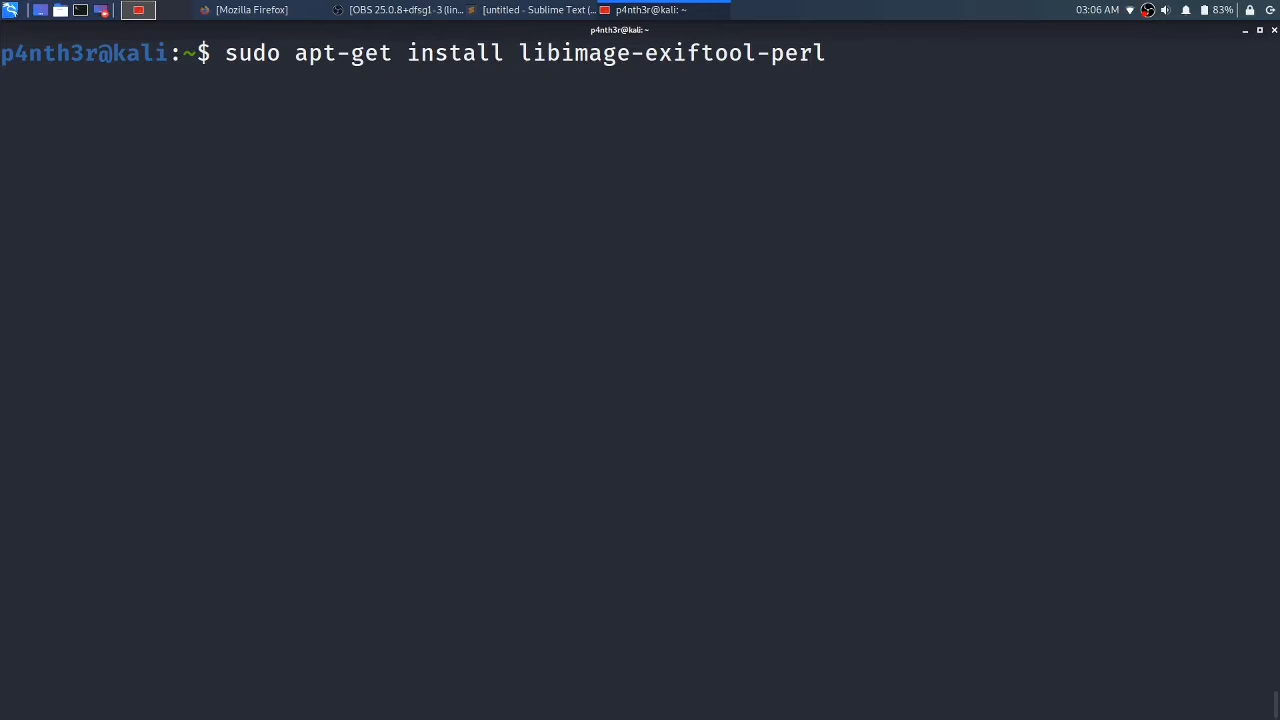 [Mozilla Firefox]
[OBS 25.0.8+dfsg1-3 (lin...
[untitled - Sublime Text (...
p4nth3r@kali: ~
03:06 AM
83%
p4nth3r@kali: ~
p4nth3r@kali:~$ sudo apt-get install libimage-exiftool-perl